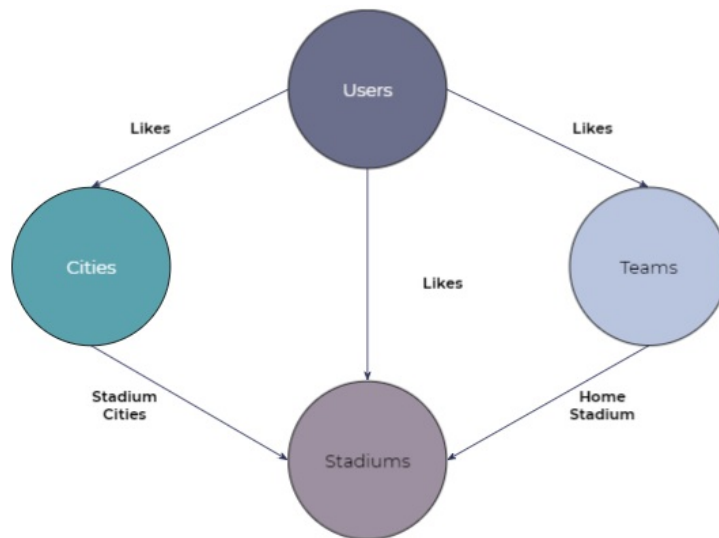 Users
Likes
Likes
Cities
Teams
Likes
Stadium
Cities
Home
Stadium
Stadiums